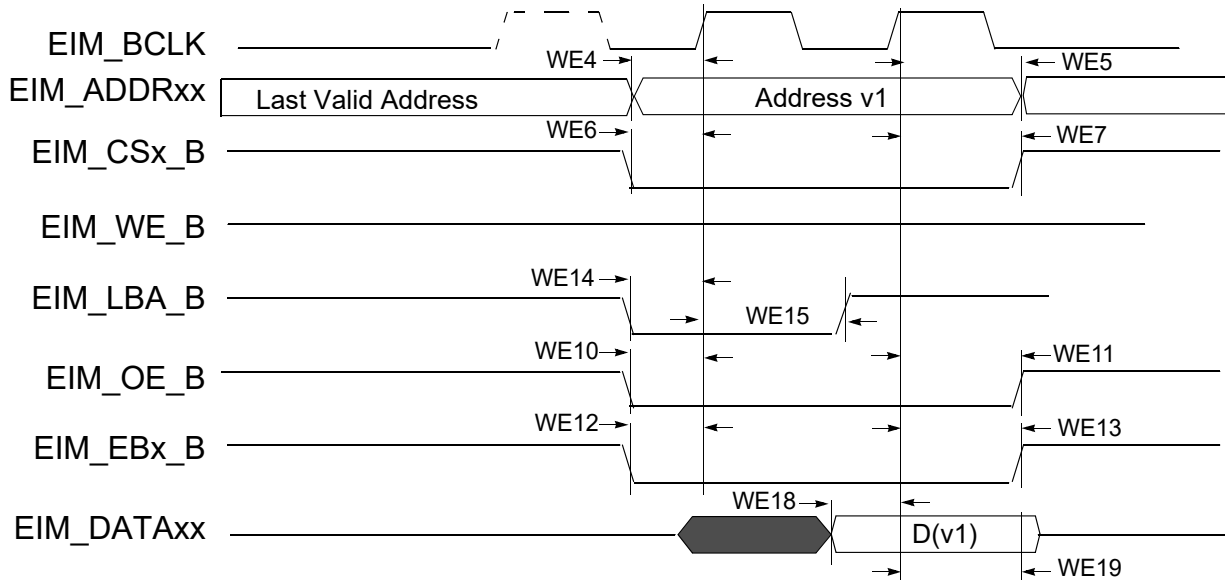 EIM_BCLK
WE4
WE5
EIM_ADDRxx
Last Valid Address
Address v1
WE6
WE7
EIM_CSx_B
EIM_WE_B
WE14
EIM_LBA_B
WE15
WE10
WE11
EIM_OE_B
WE12
WE13
EIM_EBx_B
WE18
EIM_DATAxx
D(v1)
WE19